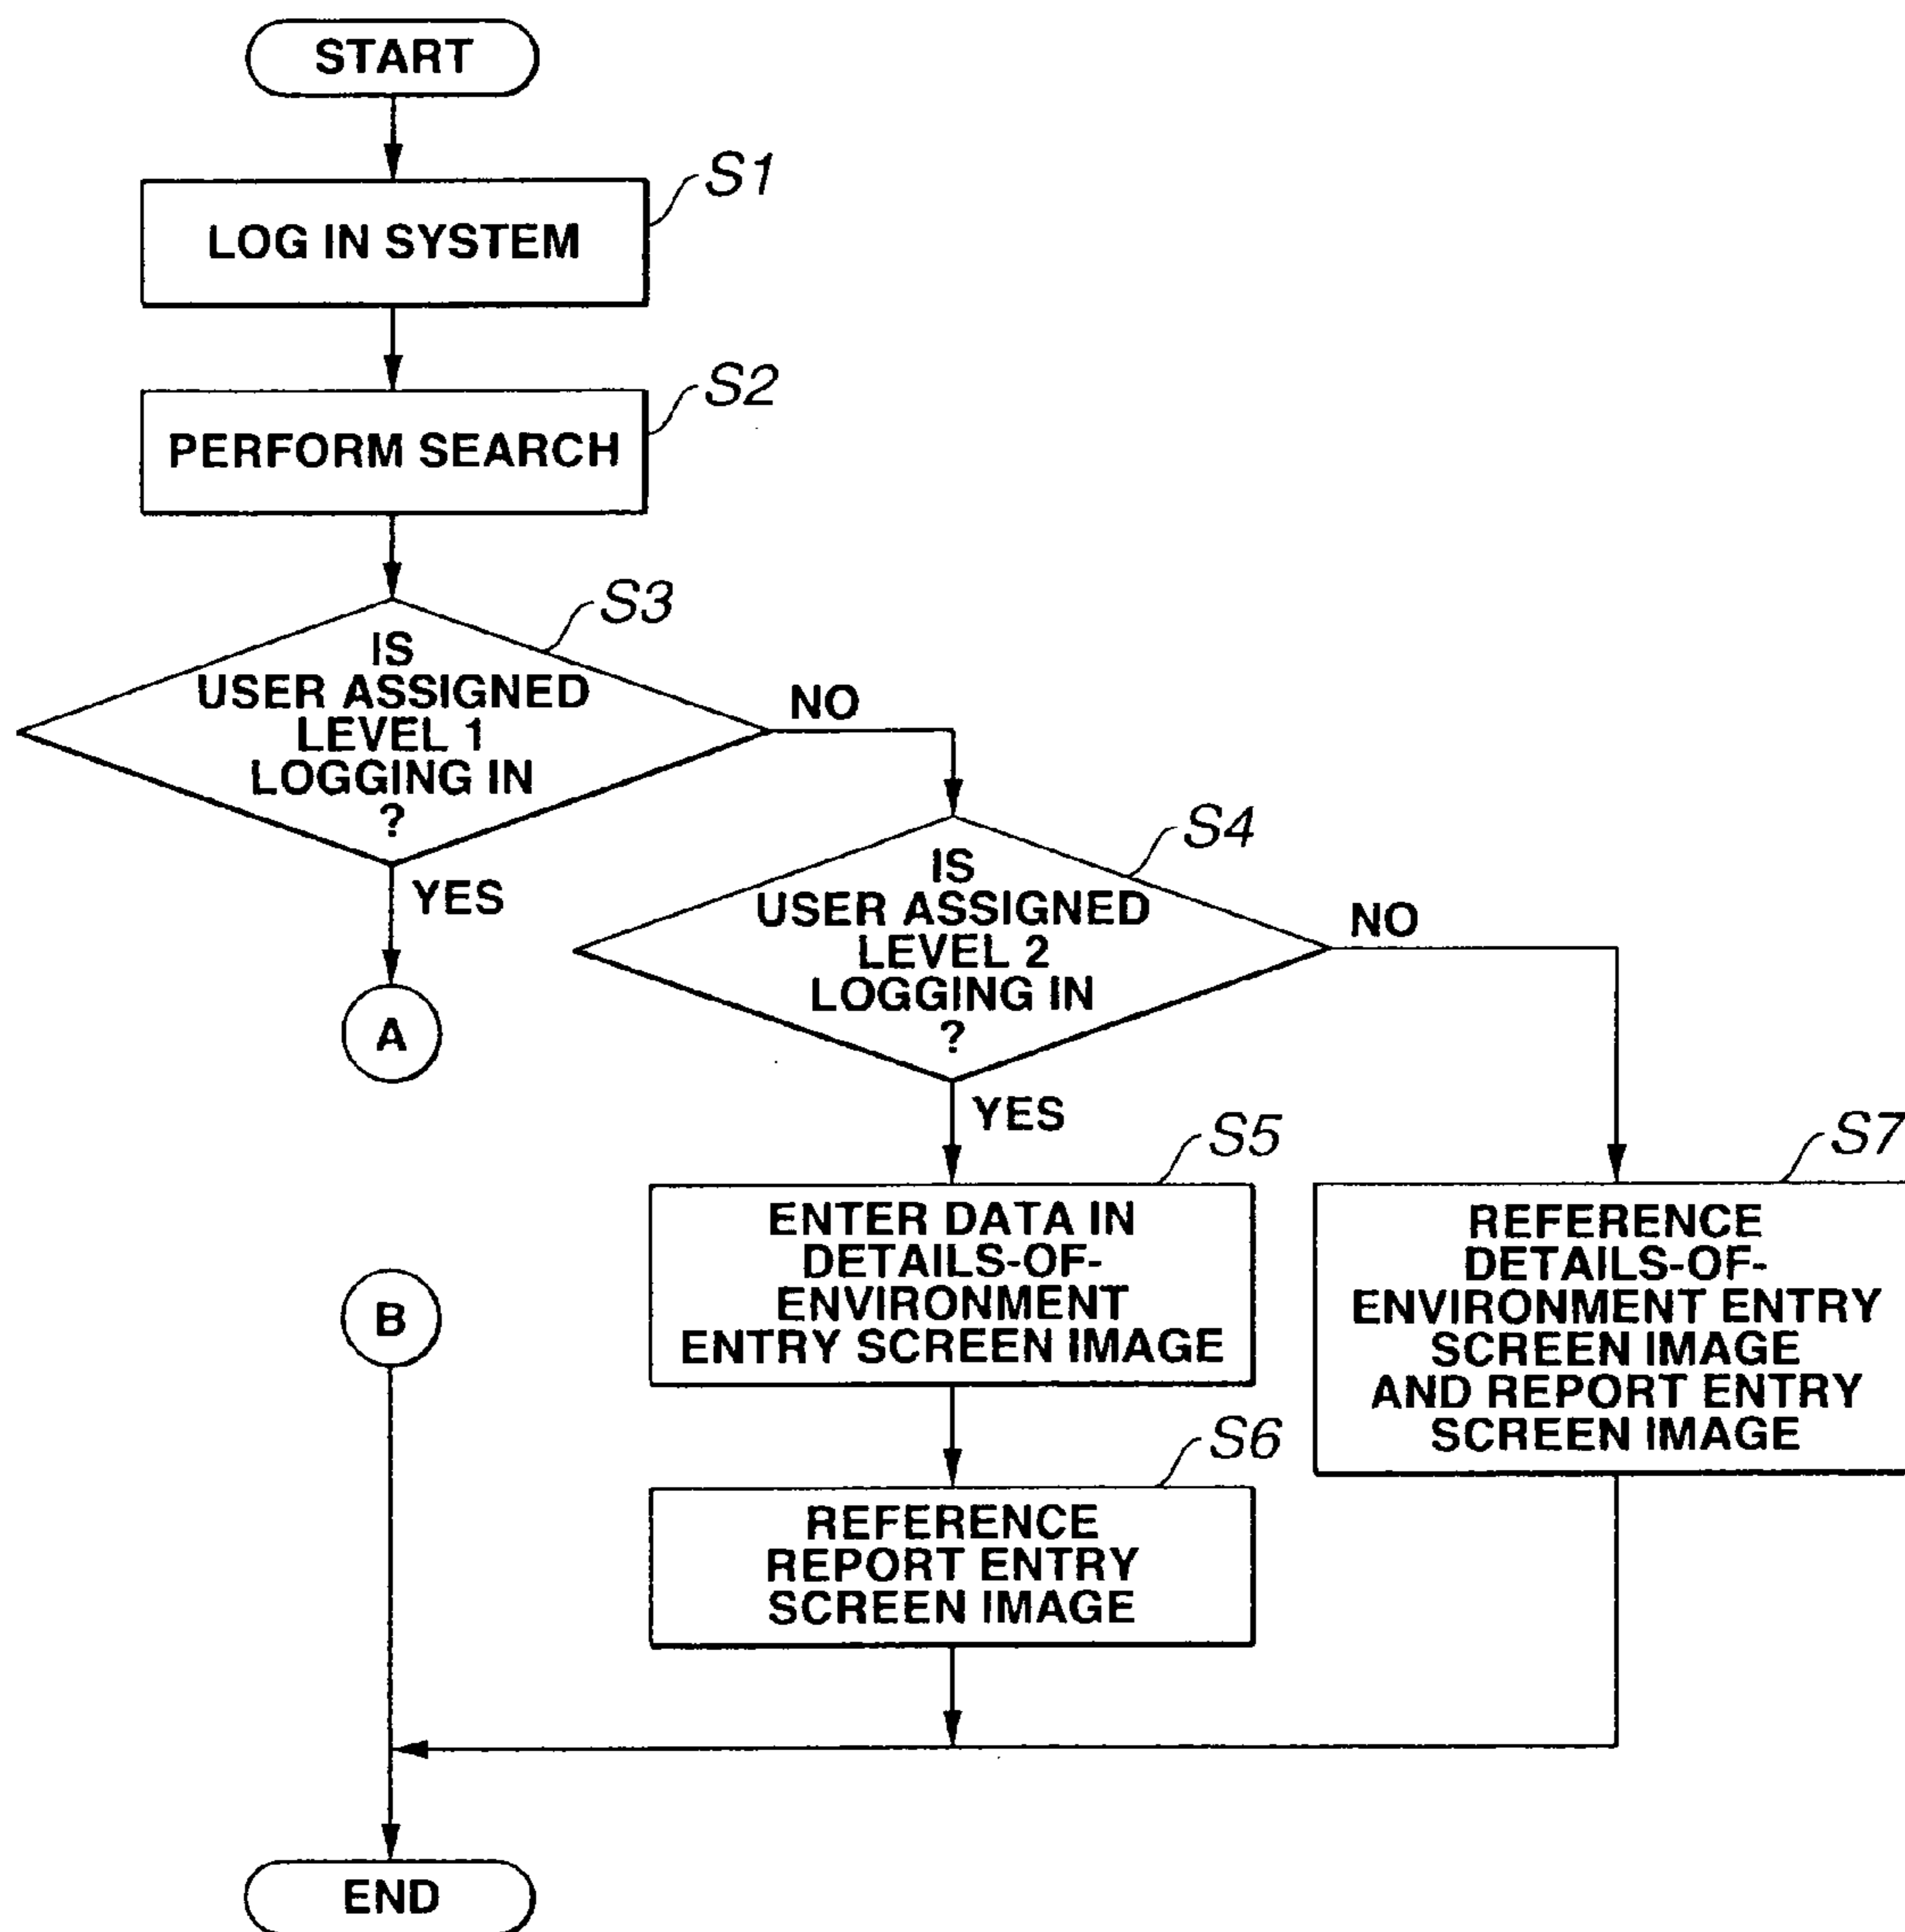 START
S1
LOG IN SYSTEM
S2
PERFORM SEARCH
S3
IS
USER ASSIGNED
LEVEL 1
LOGGING IN
?
NO
YES
A
S4
IS
USER ASSIGNED
LEVEL 2
LOGGING IN
?
NO
YES
S5
ENTER DATA IN
DETAILS-OF-
ENVIRONMENT
ENTRY SCREEN IMAGE
S7
REFERENCE
DETAILS-OF-
ENVIRONMENT ENTRY
SCREEN IMAGE
AND REPORT ENTRY
SCREEN IMAGE
B
S6
REFERENCE
REPORT ENTRY
SCREEN IMAGE
END